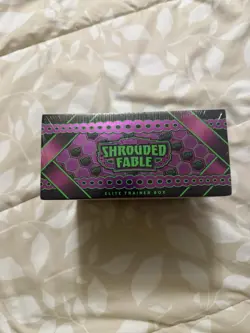 SHROUDED
FABLE
ELITE TRAINER BOX